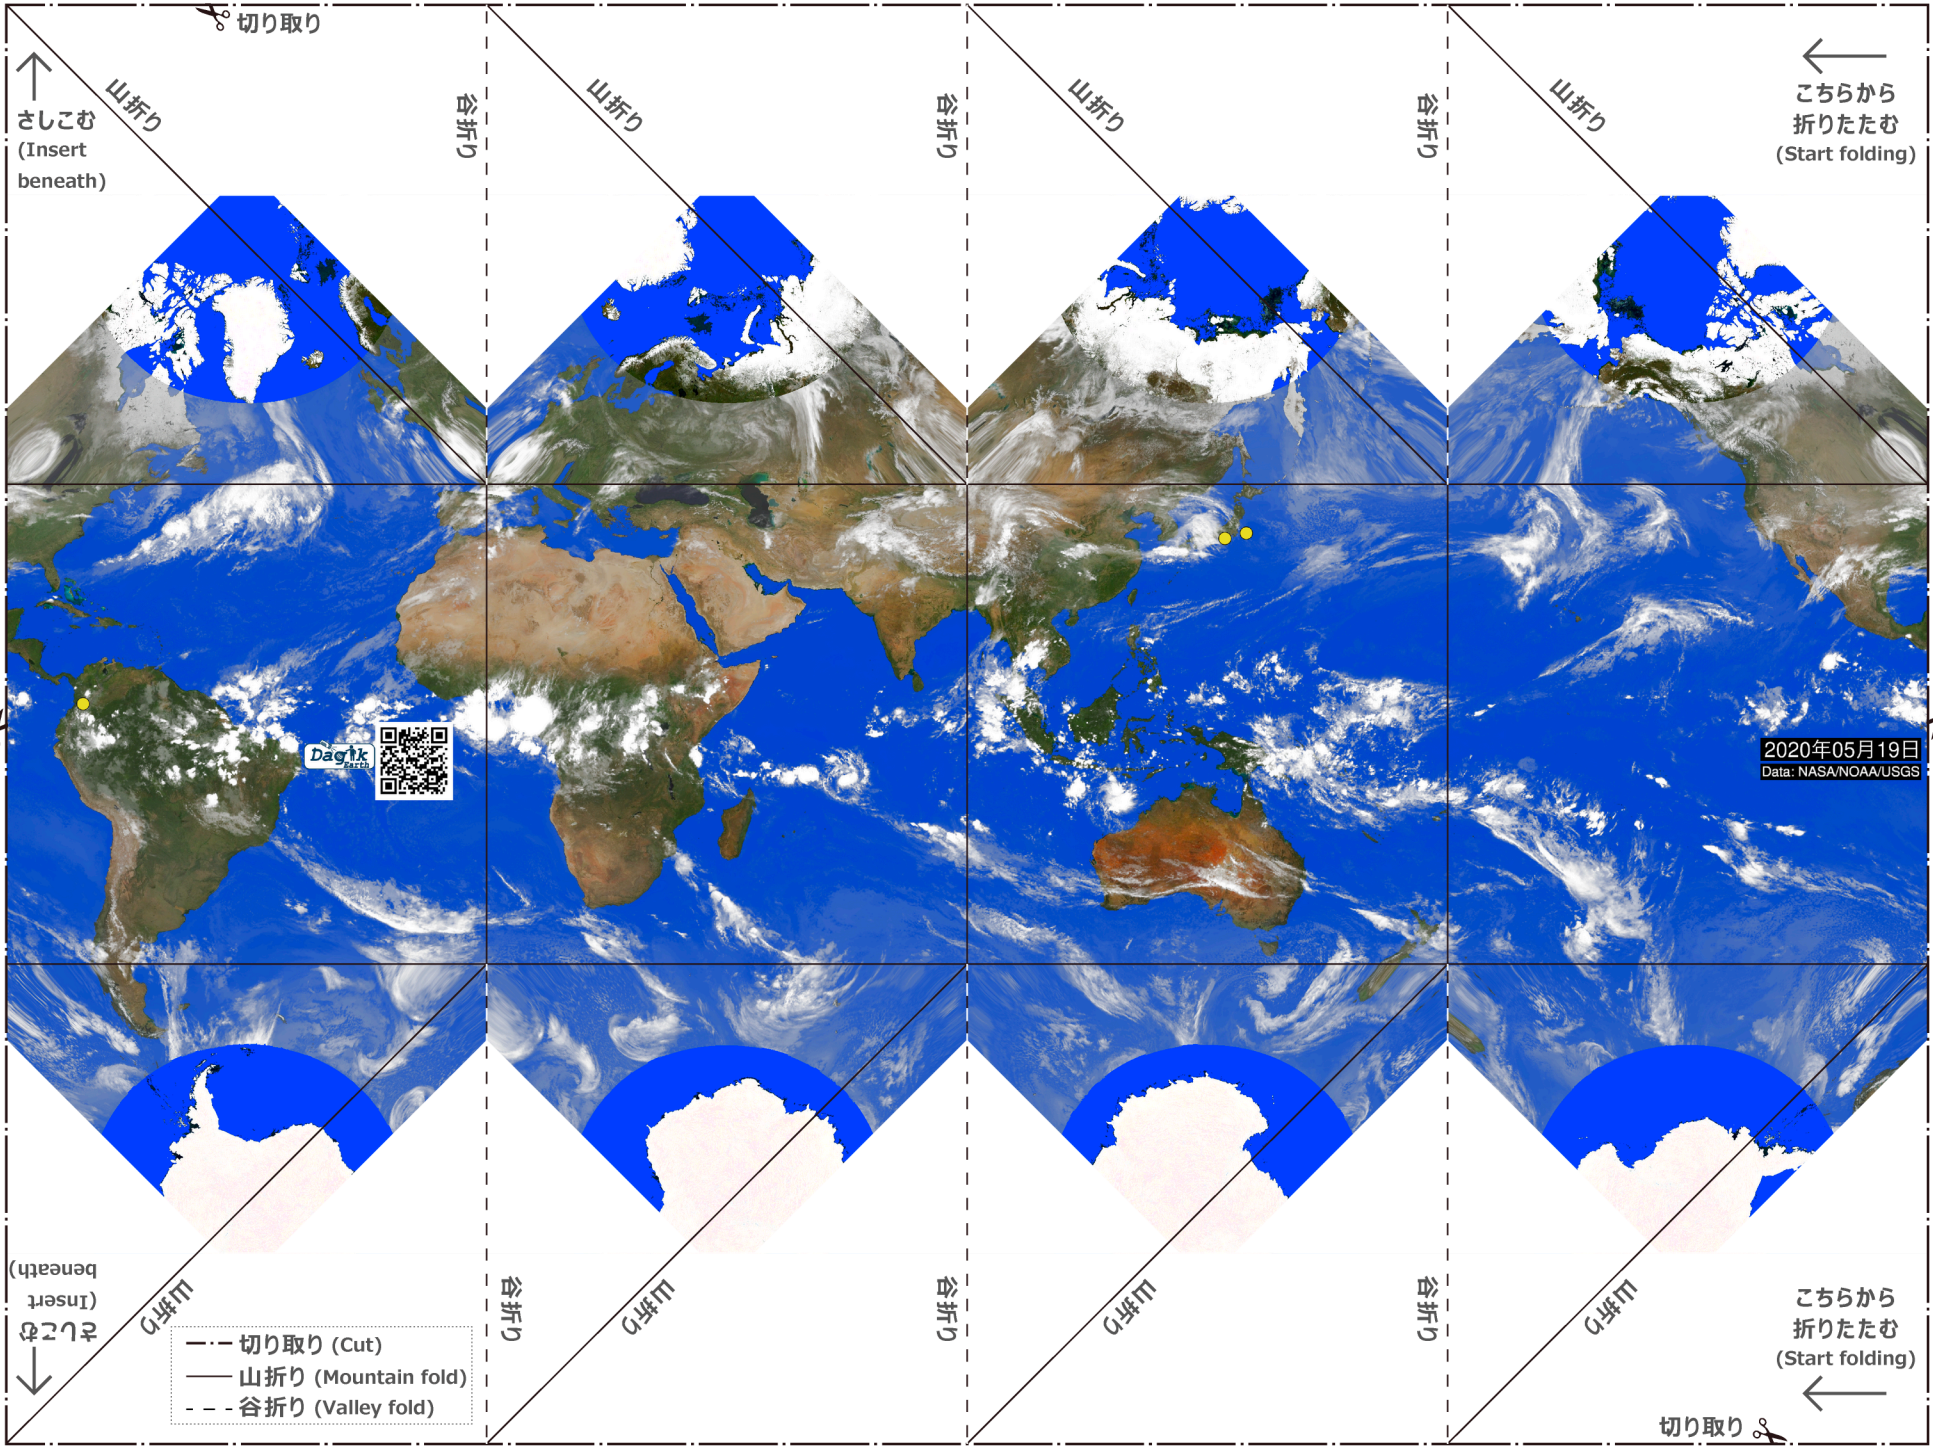 切り取り
山折り
山折り
山折り
山折り
谷折り
谷折り
谷折り
さしこむ
(Insert
beneath)
こちらから
折りたたむ
(Start folding)
Dagik
Earth
2020年05月19日
Data: NASA/NOAA/USGS
さしこむ
(Insert
beneath)
山折り
山折り
山折り
山折り
谷折り
谷折り
谷折り
切り取り (Cut)
山折り (Mountain fold)
谷折り (Valley fold)
こちらから
折りたたむ
(Start folding)
切り取り